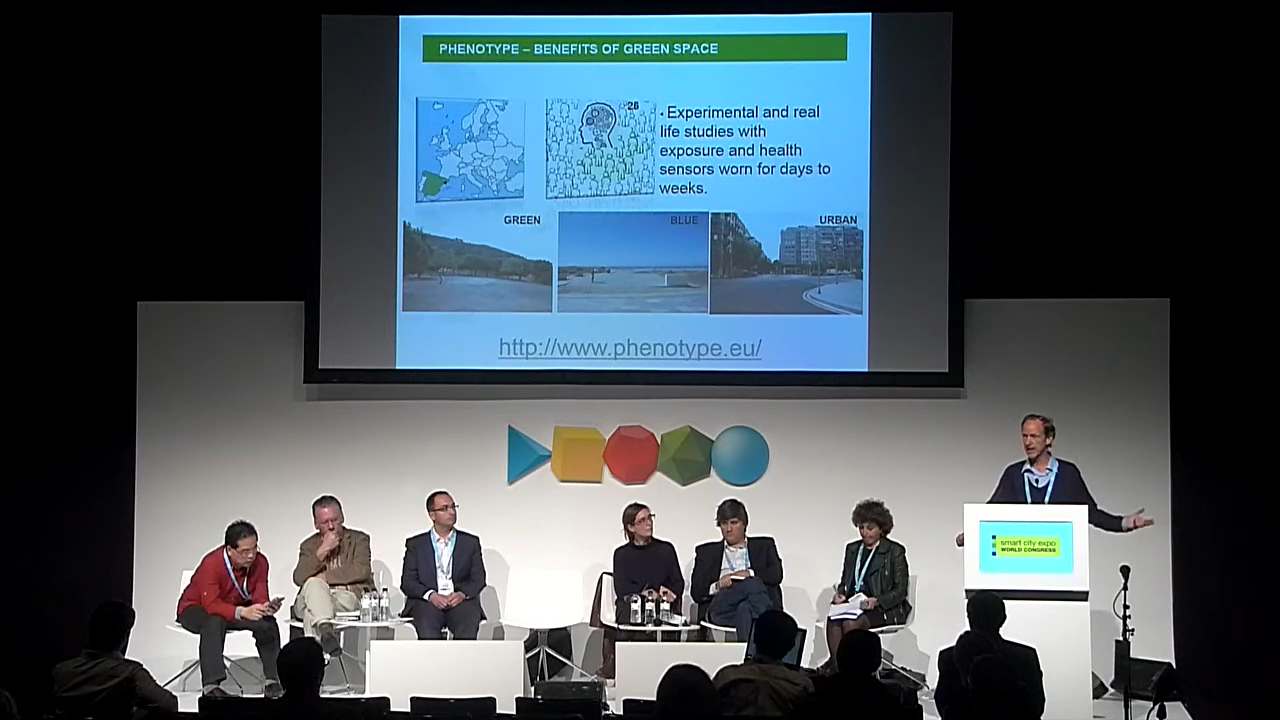 PHENOTYPE – BENEFITS OF GREEN SPACE
26
· Experimental and real
life studies with
exposure and health
sensors worn for days to
weeks.
GREEN
BLUE
URBAN
http://www.phenotype.eu/
smart city expo
WORLD CONGRESS